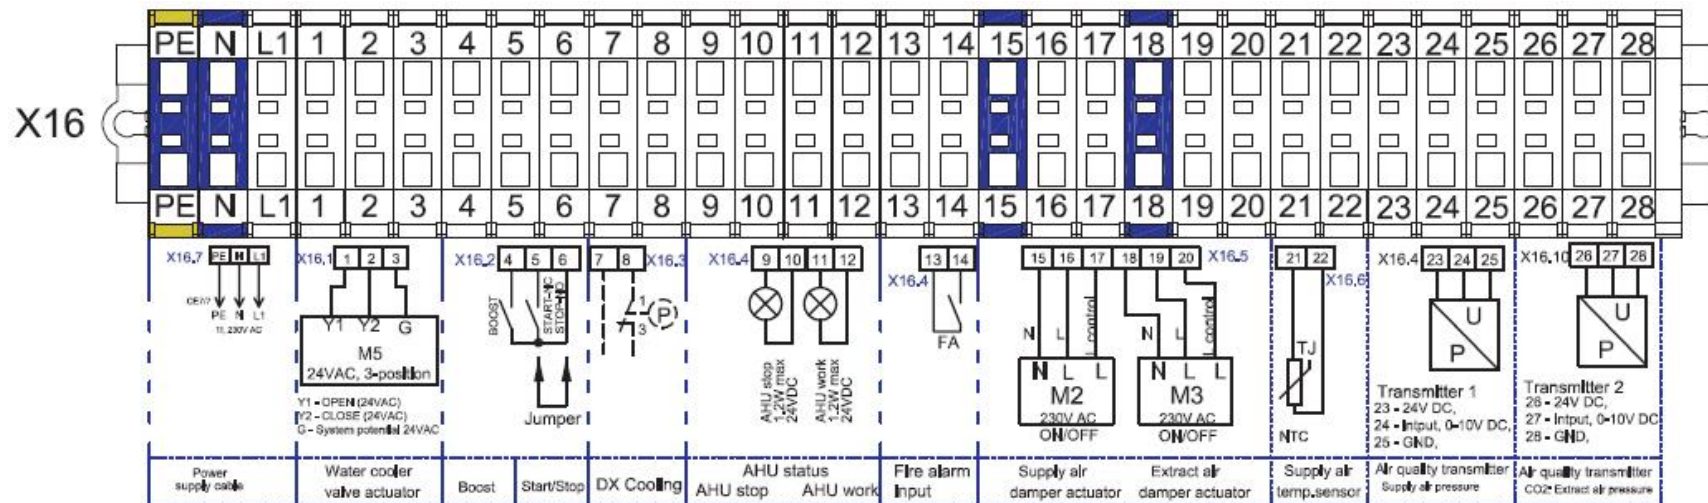 PE N L1 1 2 3 4 5 6 7 8 9 10 11 12 13 14 15 16 17 18 19 20 21 22 23 24 25 26 27 28
X16
PE N L1 1 2 3 4 5 6 7 8 9 10 11 12 13 14 15 16 17 18 19 20 21 22 23 24 25 26 27 28
X16.7 PE N L1
PE N L1
1f, 230V AC
Power
supply cable
X16.1 1 2 3
Y1 Y2 G
M5
24VAC, 3-position
Y1 - OPEN (24VAC)
Y2 - CLOSE (24VAC)
G - System potential 24VAC
Water cooler
valve actuator
X16.2 4 5 6
BOOST
START-NC
STOP-NO
Jumper
Boost
Start/Stop
7 8 X16.3
1
P
3
DX Cooling
X16.4 9 10 11 12
AHU stop
1,2W max
24VDC
AHU work
1,2W max
24VDC
AHU status
AHU stop AHU work
13 14
X16.4
FA
Fire alarm
Input
15 16 17 18 19 20 X16.5
N L L control
N L L
M2
230V AC
ON/OFF
N L L control
N L L
M3
230V AC
ON/OFF
Supply air
damper actuator
Extract air
damper actuator
21 22
X16.6
TJ
NTC
Supply air
temp.sensor
X16.4 23 24 25
U
P
Transmitter 1
23 - 24V DC,
24 - Intput, 0-10V DC,
25 - GND,
Air quality transmitter
Supply air pressure
X16.10 26 27 28
U
P
Transmitter 2
26 - 24V DC,
27 - Intput, 0-10V DC,
28 - GND,
Air quality transmitter
CO2- Extract air pressure